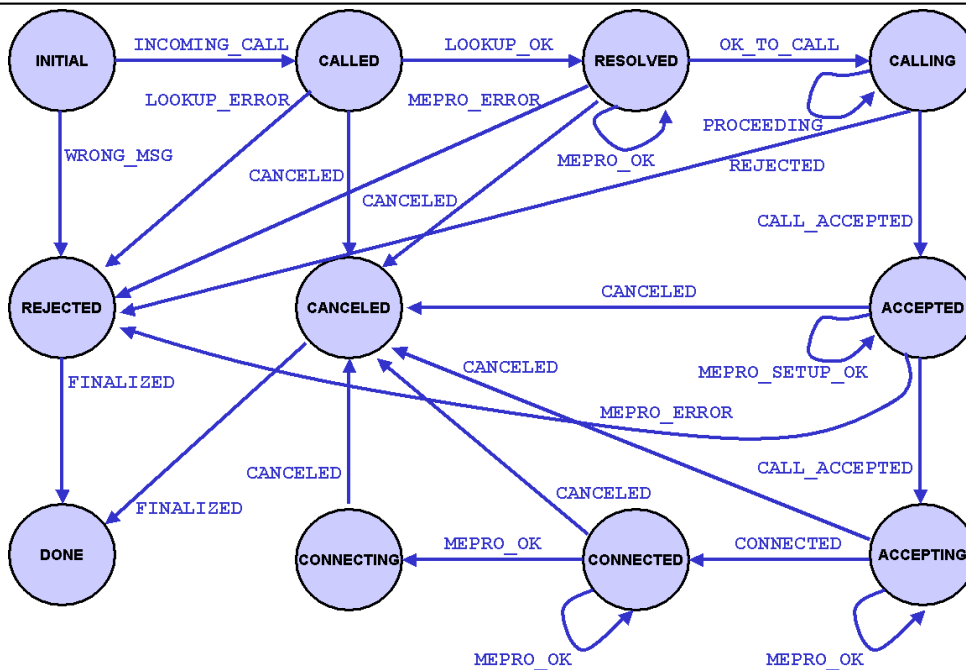 INCOMING_CALL
LOOKUP_OK
OK_TO_CALL
INITIAL
CALLED
RESOLVED
CALLING
LOOKUP_ERROR
MEPRO_ERROR
PROCEEDING
WRONG_MSG
MEPRO_OK
REJECTED
CANCELED
CANCELED
CALL_ACCEPTED
CANCELED
REJECTED
CANCELED
ACCEPTED
CANCELED
MEPRO_SETUP_OK
FINALIZED
MEPRO_ERROR
CANCELED
CALL_ACCEPTED
CANCELED
FINALIZED
MEPRO_OK
CONNECTED
DONE
CONNECTING
CONNECTED
ACCEPTING
MEPRO_OK
MEPRO_OK